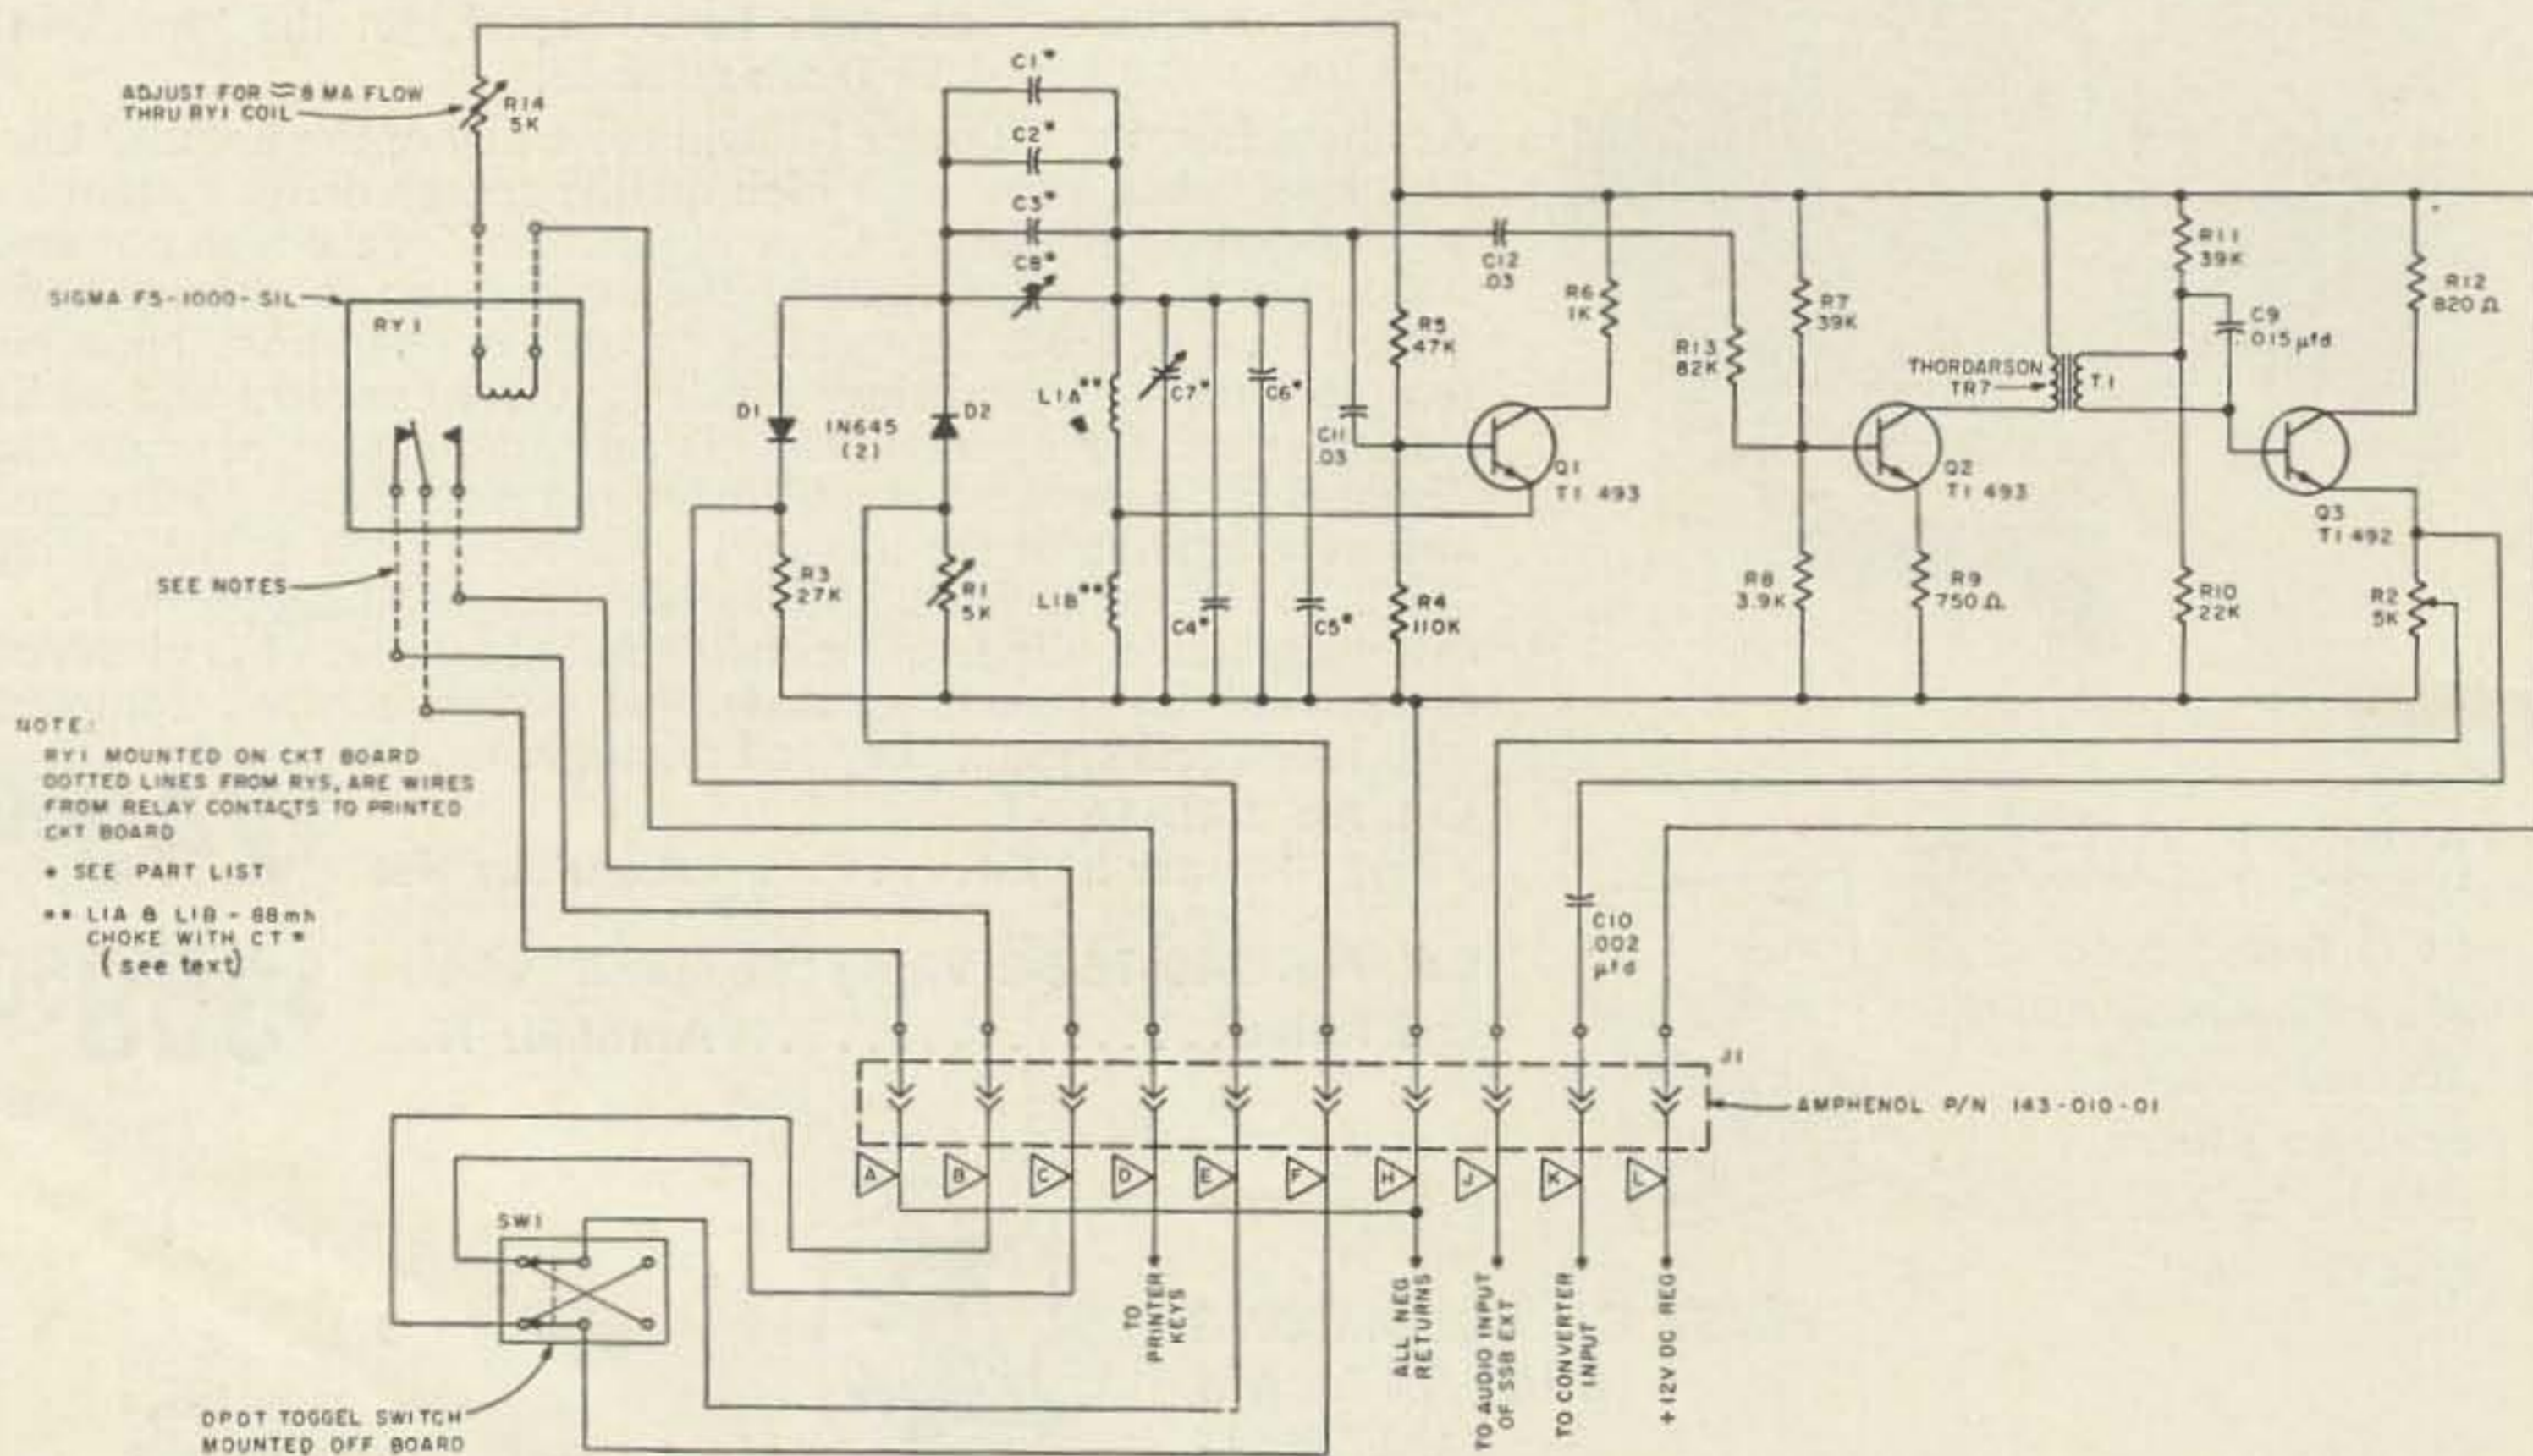 ADJUST FOR ≈ 8 MA FLOW
THRU RY1 COIL
R14
5K
C1*
C2*
C3*
C8*
SIGMA F5-1000-SIL
RY1
D1
1N645
(2)
D2
L1A**
C7*
C6*
C11
.03
C12
.03
R5
47K
R6
1K
R13
82K
R7
39K
THORDARSON
TR7
T1
R11
39K
C9
.015 µfd
R12
820 Ω
Q1
T1 493
Q2
T1 493
Q3
T1 492
SEE NOTES
R3
27K
R1
5K
L1B**
C4*
C5*
R4
110K
R8
3.9K
R9
750 Ω
R10
22K
R2
5K
NOTE:
RY1 MOUNTED ON CKT BOARD
DOTTED LINES FROM RYS, ARE WIRES
FROM RELAY CONTACTS TO PRINTED
CKT BOARD
* SEE PART LIST
** L1A & L1B - 88mh
CHOKE WITH CT *
(see text)
C10
.002
µfd
J1
AMPHENOL P/N 143-010-01
A
B
C
D
E
F
H
J
K
L
SW1
DPDT TOGGEL SWITCH
MOUNTED OFF BOARD
TO
PRINTER
KEYS
ALL NEG
RETURNS
TO AUDIO INPUT
OF SSB EXT
TO CONVERTER
INPUT
+12V DC REG